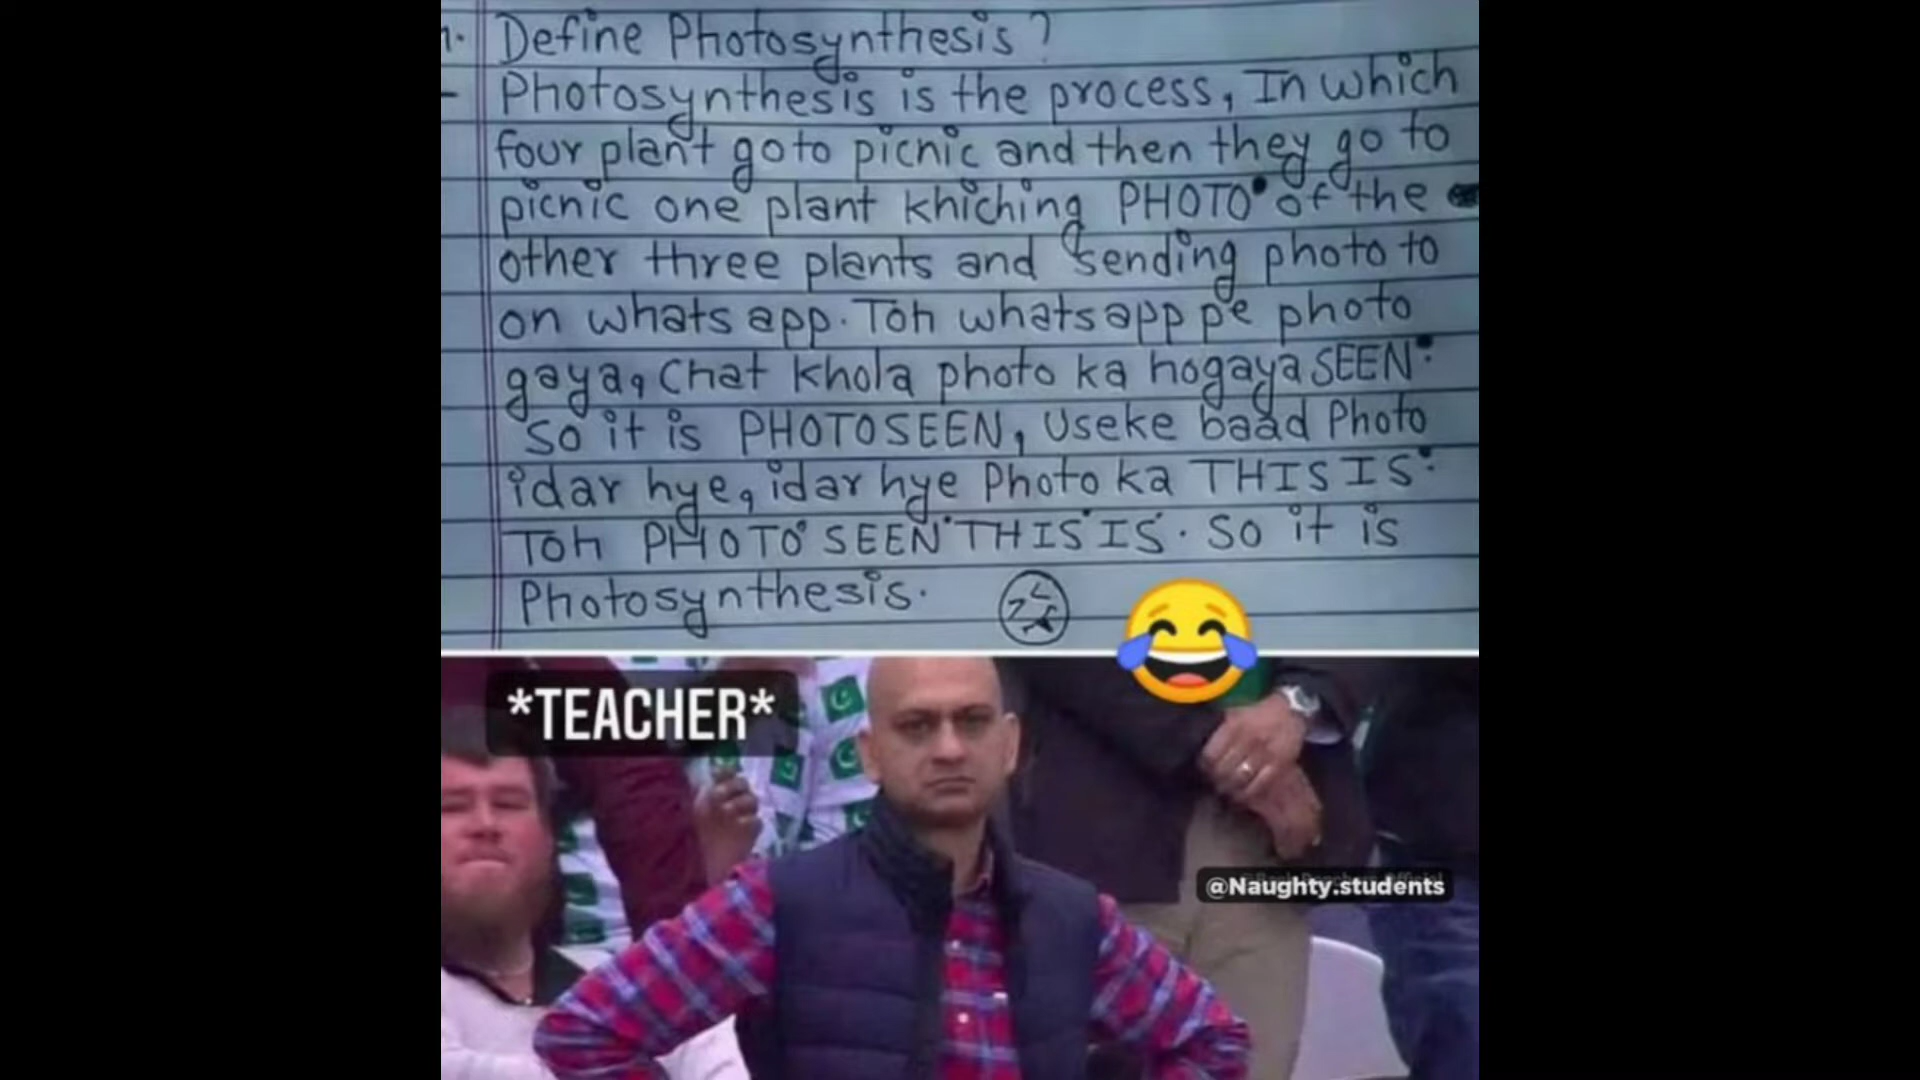 Define Photosynthesis?
- Photosynthesis is the process, In which
four plant goto picnic and then they go to
picnic one plant khiching PHOTO of the
other three plants and sending photo to
on whats app. Toh whatsapp pe photo
gaya, Chat khola photo ka hogaya SEEN.
So it is PHOTOSEEN, Useke baad Photo
idar hye, idar hye Photo ka THIS IS.
Toh PHOTO SEEN THIS IS. So it is
Photosynthesis.
*TEACHER*
@Naughty.students